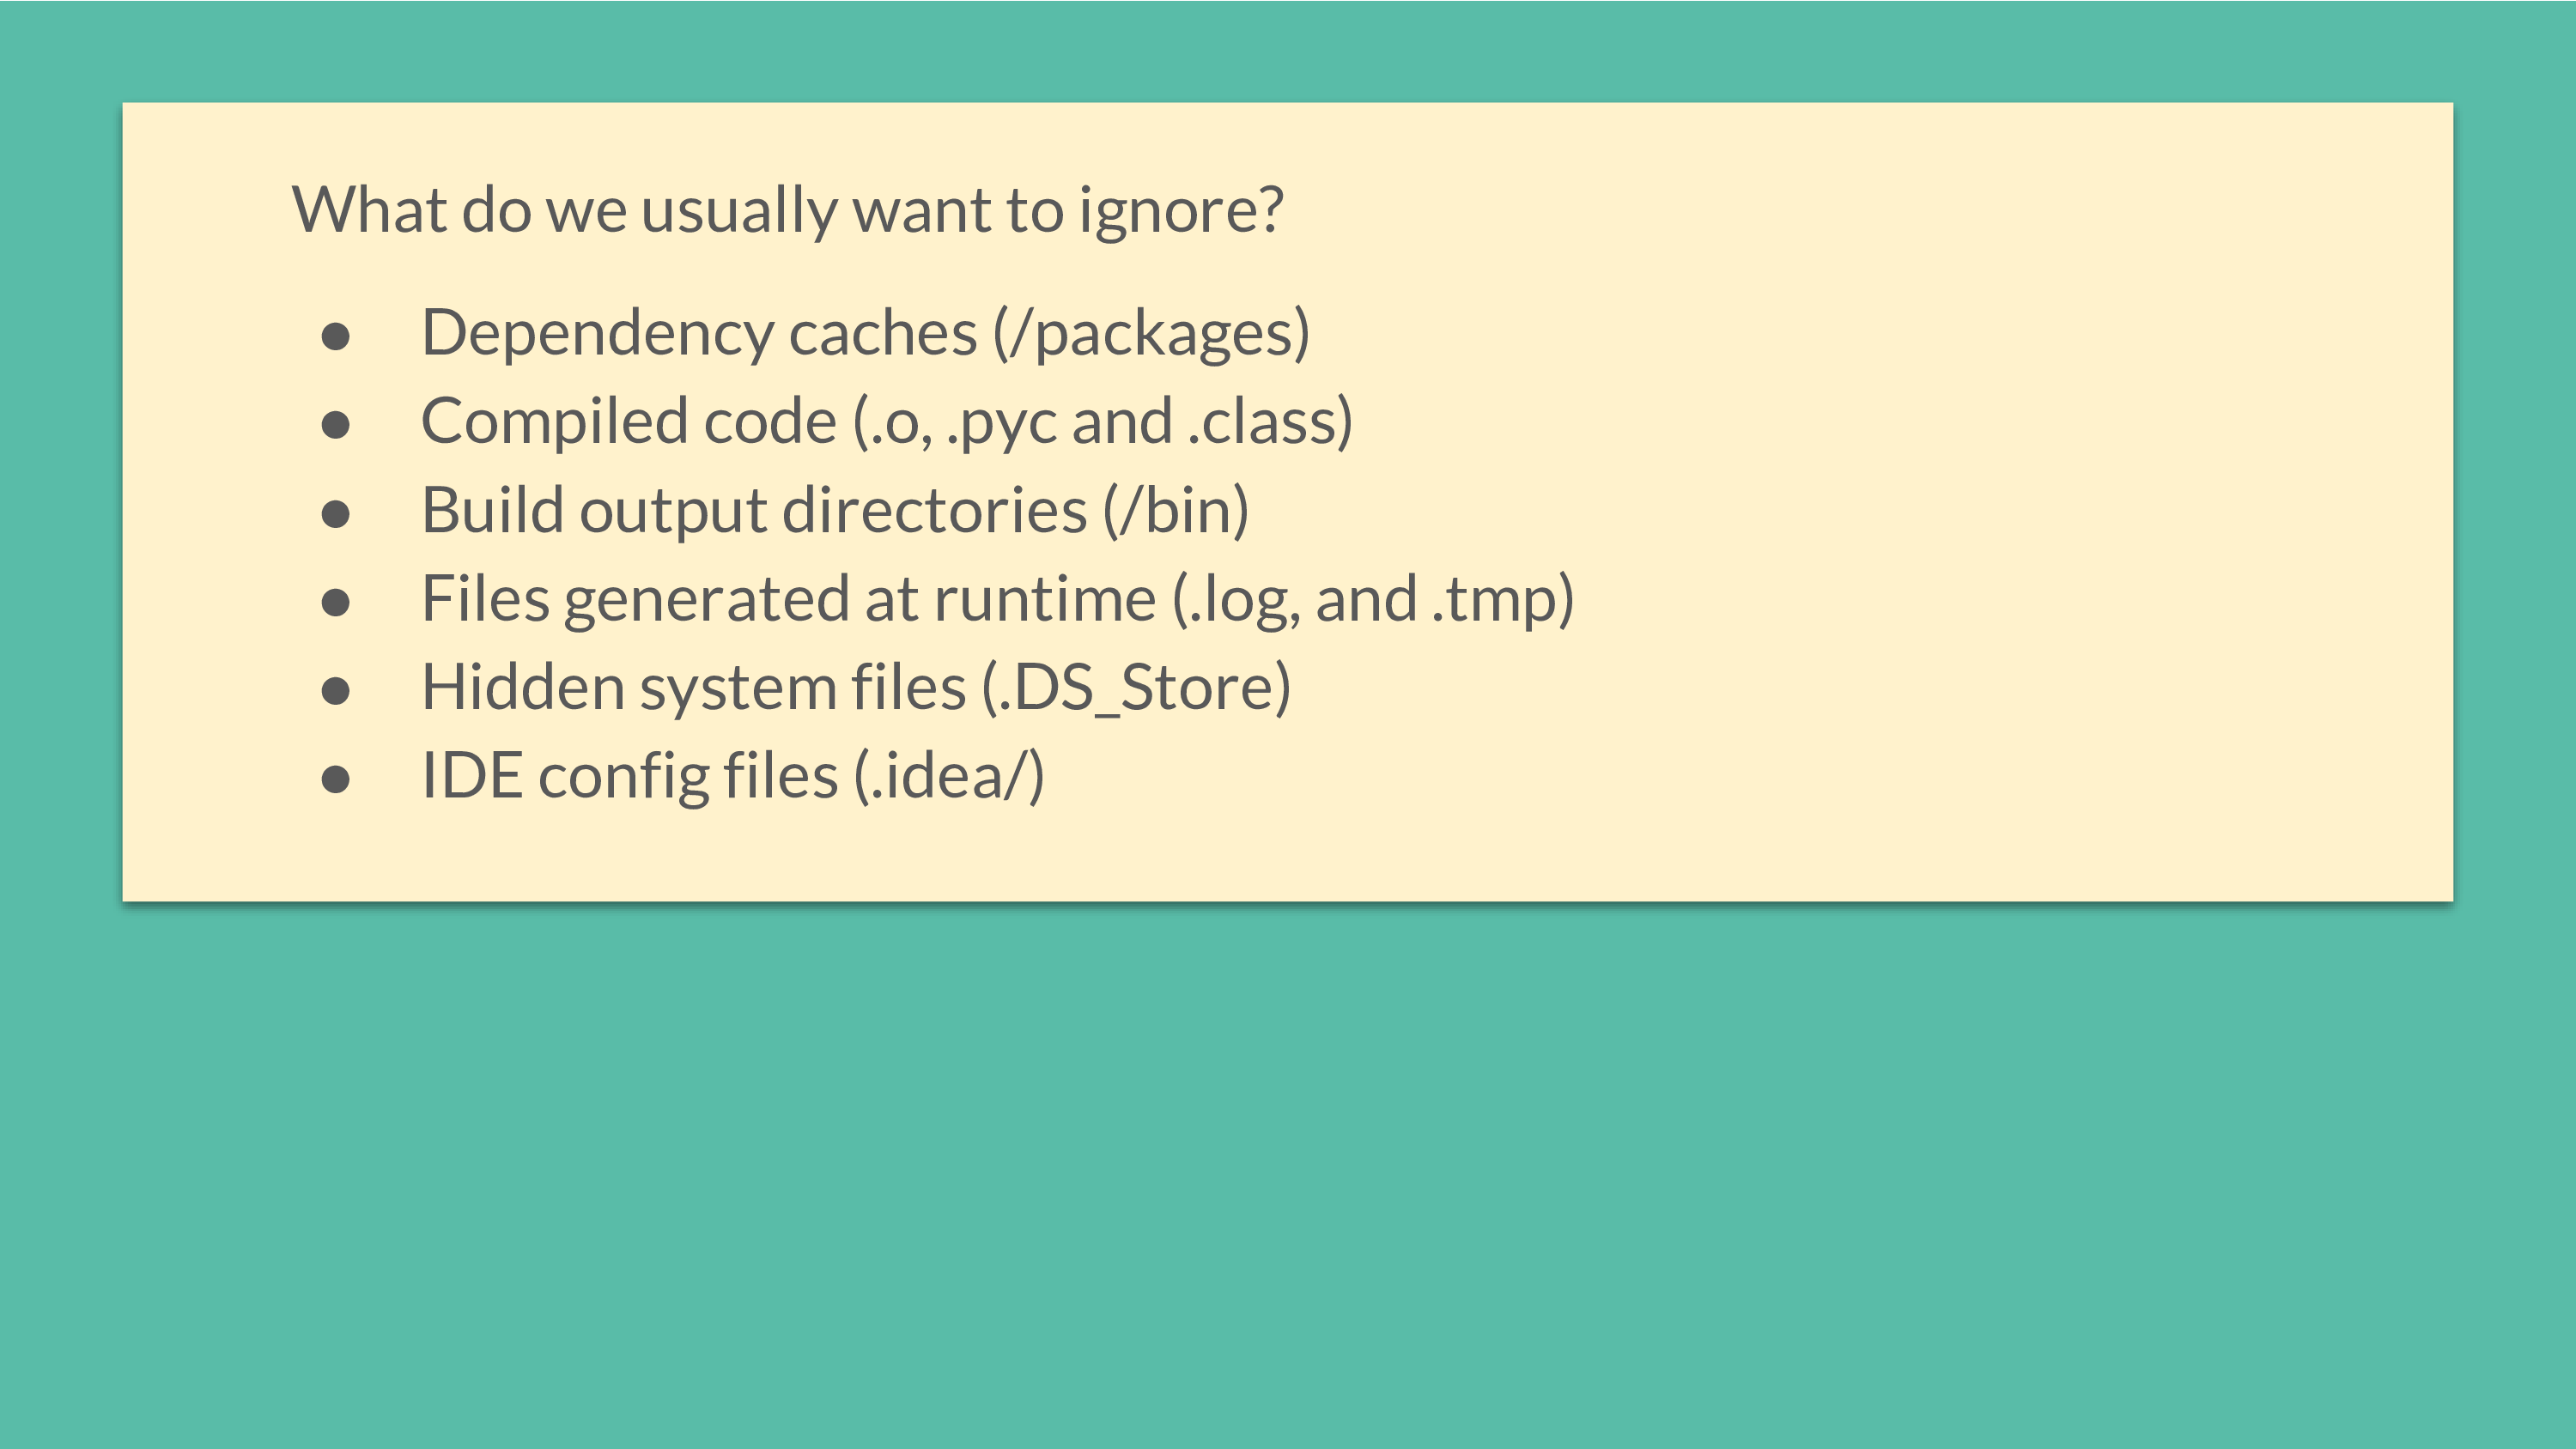 What do we usually want to ignore?
● Dependency caches (/packages)
● Compiled code (.o, .pyc and .class)
● Build output directories (/bin)
● Files generated at runtime (.log, and .tmp)
● Hidden system files (.DS_Store)
● IDE config files (.idea/)